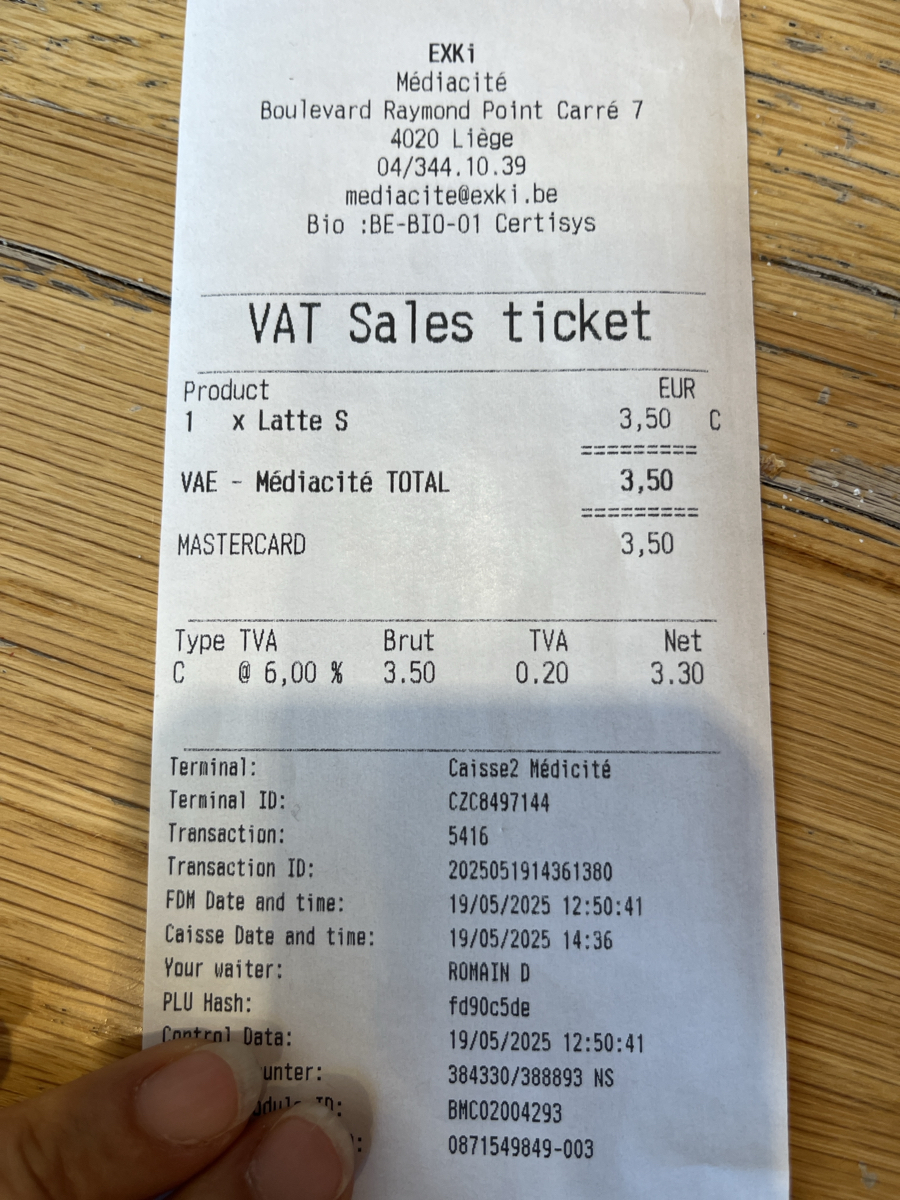 EXKi
Médiacité
Boulevard Raymond Point Carré 7
4020 Liège
04/344.10.39
mediacite@exki.be
Bio :BE-BIO-01 Certisys
VAT Sales ticket
Product EUR
1 x Latte S 3,50 C
=========
VAE - Médiacité TOTAL 3,50
=========
MASTERCARD 3,50
Type TVA Brut TVA Net
C @ 6,00 % 3.50 0.20 3.30
Terminal: Caisse2 Médicité
Terminal ID: CZC8497144
Transaction: 5416
Transaction ID: 2025051914361380
FDM Date and time: 19/05/2025 12:50:41
Caisse Date and time: 19/05/2025 14:36
Your waiter: ROMAIN D
PLU Hash: fd90c5de
Control Data: 19/05/2025 12:50:41
384330/388893 NS
ID: BMC02004293
0871549849-003